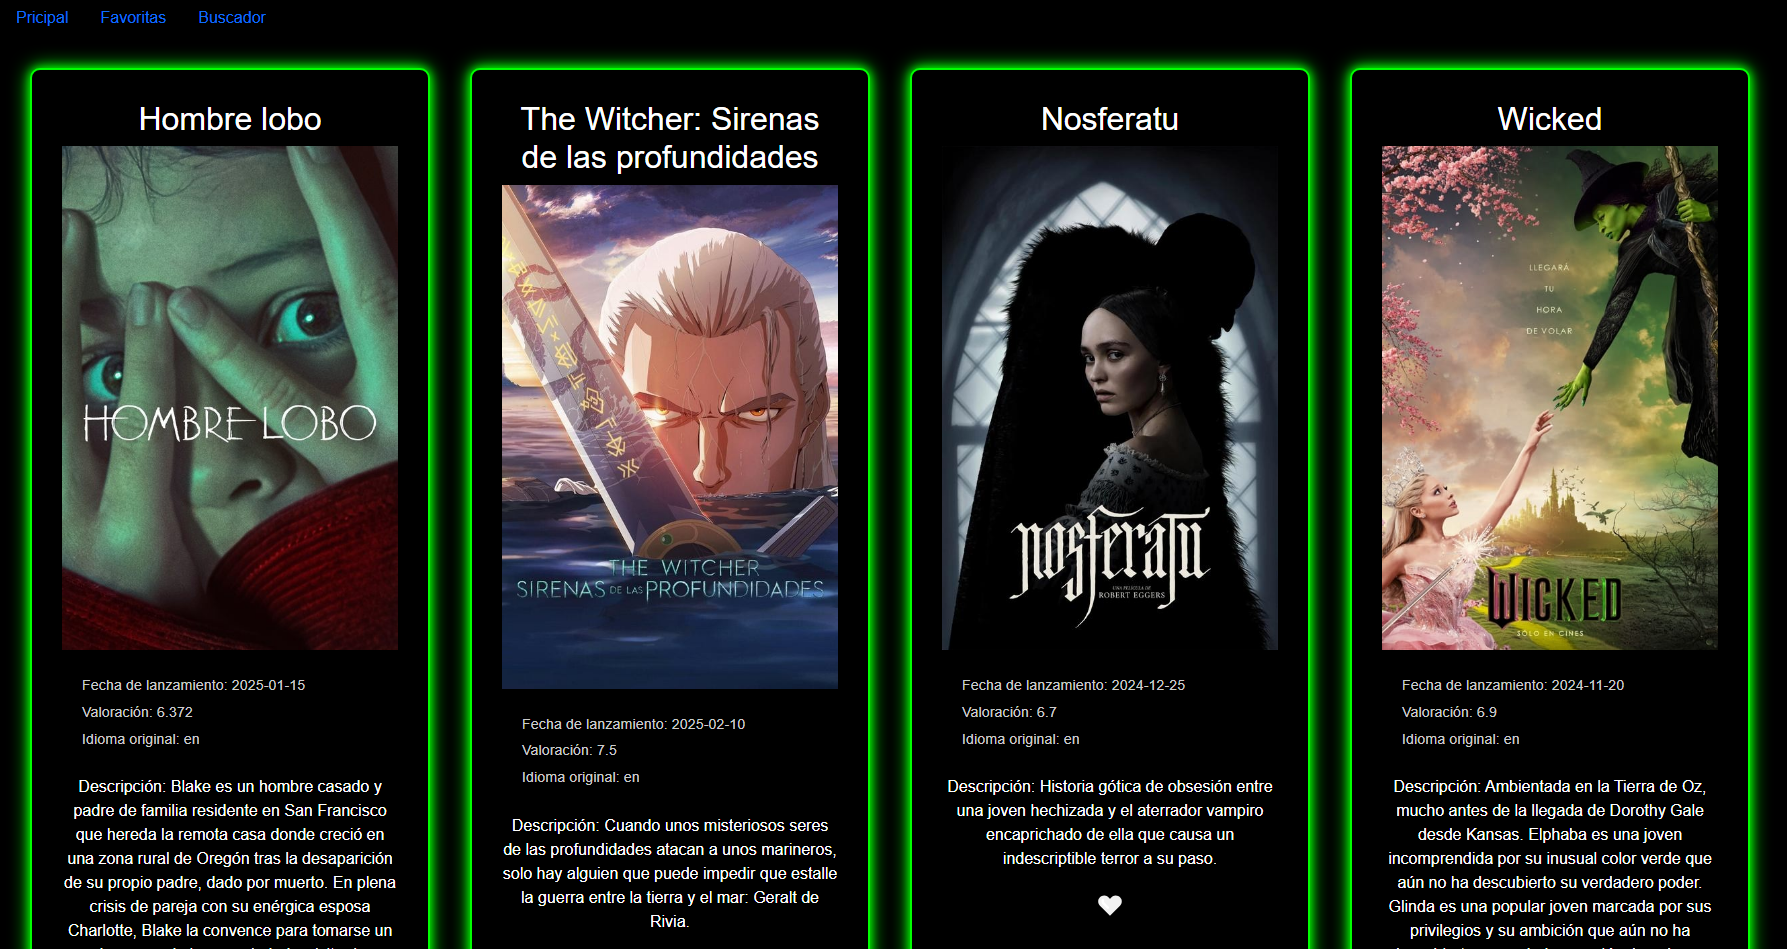 Pricipal
Favoritas
Buscador
Hombre lobo
HOMBRE LOBO
Fecha de lanzamiento: 2025-01-15
Valoración: 6.372
Idioma original: en
Descripción: Blake es un hombre casado y
padre de familia residente en San Francisco
que hereda la remota casa donde creció en
una zona rural de Oregón tras la desaparición
de su propio padre, dado por muerto. En plena
crisis de pareja con su enérgica esposa
Charlotte, Blake la convence para tomarse un
The Witcher: Sirenas
de las profundidades
THE WITCHER
SIRENAS DE LAS PROFUNDIDADES
Fecha de lanzamiento: 2025-02-10
Valoración: 7.5
Idioma original: en
Descripción: Cuando unos misteriosos seres
de las profundidades atacan a unos marineros,
solo hay alguien que puede impedir que estalle
la guerra entre la tierra y el mar: Geralt de
Rivia.
Nosferatu
nosferatu
UNA PELÍCULA DE
ROBERT EGGERS
Fecha de lanzamiento: 2024-12-25
Valoración: 6.7
Idioma original: en
Descripción: Historia gótica de obsesión entre
una joven hechizada y el aterrador vampiro
encaprichado de ella que causa un
indescriptible terror a su paso.
Wicked
LLEGARÁ
TU
HORA
DE VOLAR
WICKED
SOLO EN CINES
Fecha de lanzamiento: 2024-11-20
Valoración: 6.9
Idioma original: en
Descripción: Ambientada en la Tierra de Oz,
mucho antes de la llegada de Dorothy Gale
desde Kansas. Elphaba es una joven
incomprendida por su inusual color verde que
aún no ha descubierto su verdadero poder.
Glinda es una popular joven marcada por sus
privilegios y su ambición que aún no ha